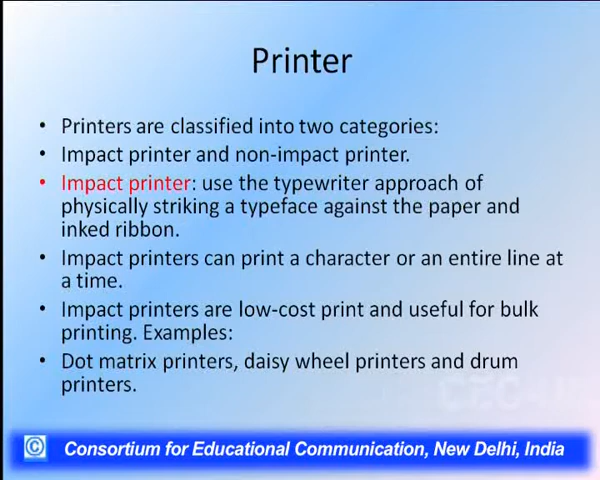 Printer
• Printers are classified into two categories:
• Impact printer and non-impact printer.
• Impact printer: use the typewriter approach of
physically striking a typeface against the paper and
inked ribbon.
• Impact printers can print a character or an entire line at
a time.
• Impact printers are low-cost print and useful for bulk
printing. Examples:
• Dot matrix printers, daisy wheel printers and drum
printers.
© Consortium for Educational Communication, New Delhi, India